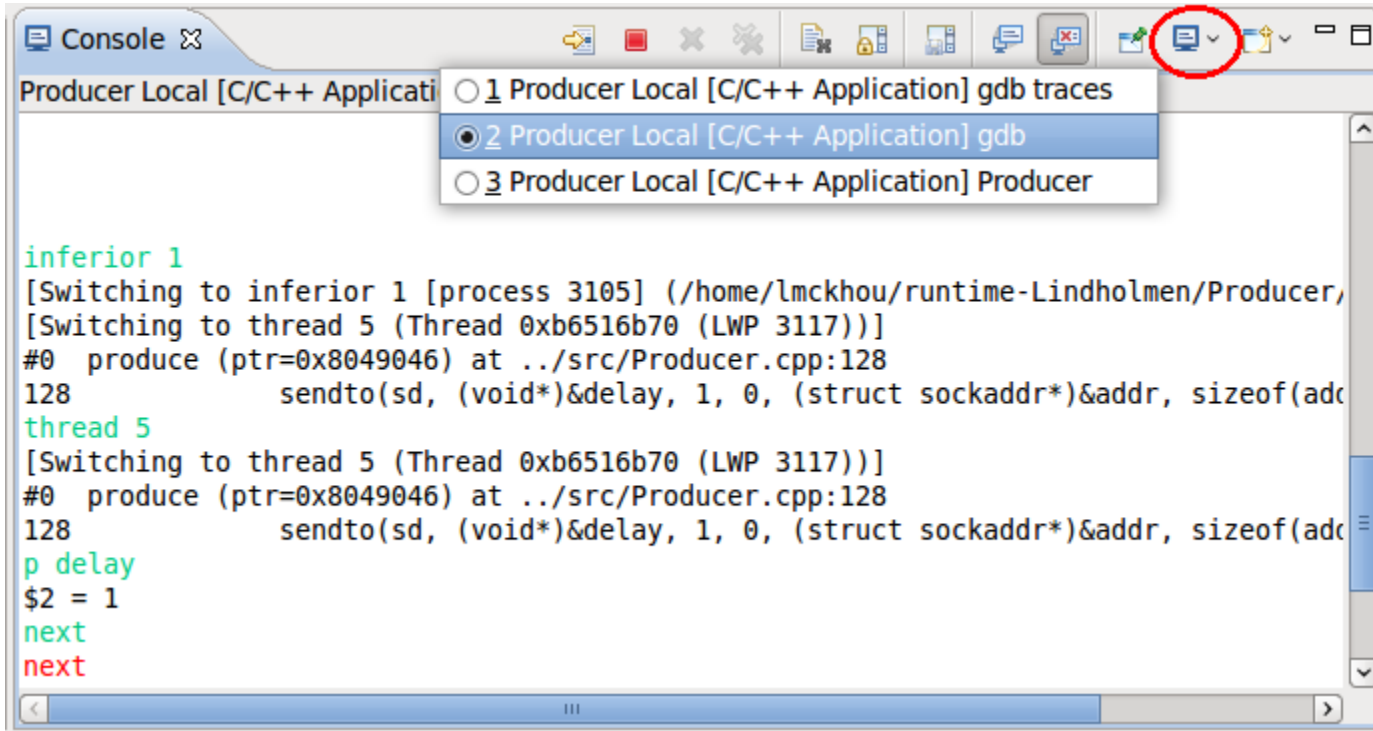 Console
Producer Local [C/C++ Applicati
1 Producer Local [C/C++ Application] gdb traces
2 Producer Local [C/C++ Application] gdb
3 Producer Local [C/C++ Application] Producer
inferior 1
[Switching to inferior 1 [process 3105] (/home/lmckhou/runtime-Lindholmen/Producer/
[Switching to thread 5 (Thread 0xb6516b70 (LWP 3117))]
#0  produce (ptr=0x8049046) at ../src/Producer.cpp:128
128             sendto(sd, (void*)&delay, 1, 0, (struct sockaddr*)&addr, sizeof(add
thread 5
[Switching to thread 5 (Thread 0xb6516b70 (LWP 3117))]
#0  produce (ptr=0x8049046) at ../src/Producer.cpp:128
128             sendto(sd, (void*)&delay, 1, 0, (struct sockaddr*)&addr, sizeof(add
p delay
$2 = 1
next
next